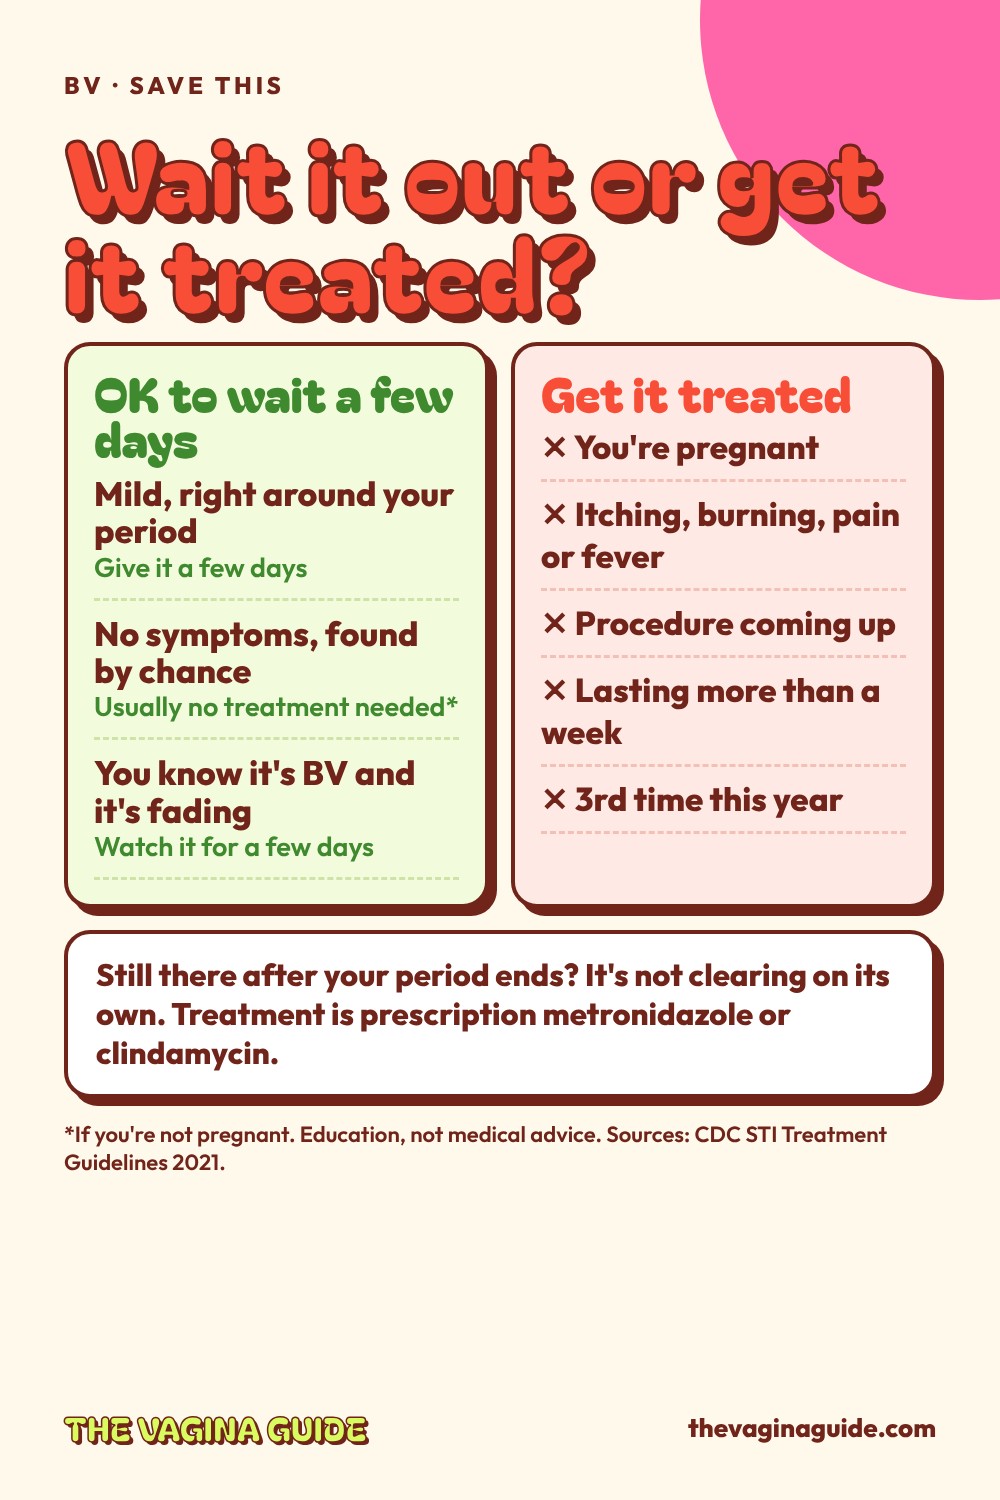 BV · SAVE THIS
Wait it out or get
it treated?
OK to wait a few
days
Mild, right around your
period
Give it a few days
No symptoms, found
by chance
Usually no treatment needed*
You know it's BV and
it's fading
Watch it for a few days
Get it treated
✕ You're pregnant
✕ Itching, burning, pain
or fever
✕ Procedure coming up
✕ Lasting more than a
week
✕ 3rd time this year
Still there after your period ends? It's not clearing on its
own. Treatment is prescription metronidazole or
clindamycin.
*If you're not pregnant. Education, not medical advice. Sources: CDC STI Treatment
Guidelines 2021.
THE VAGINA GUIDE
thevaginaguide.com